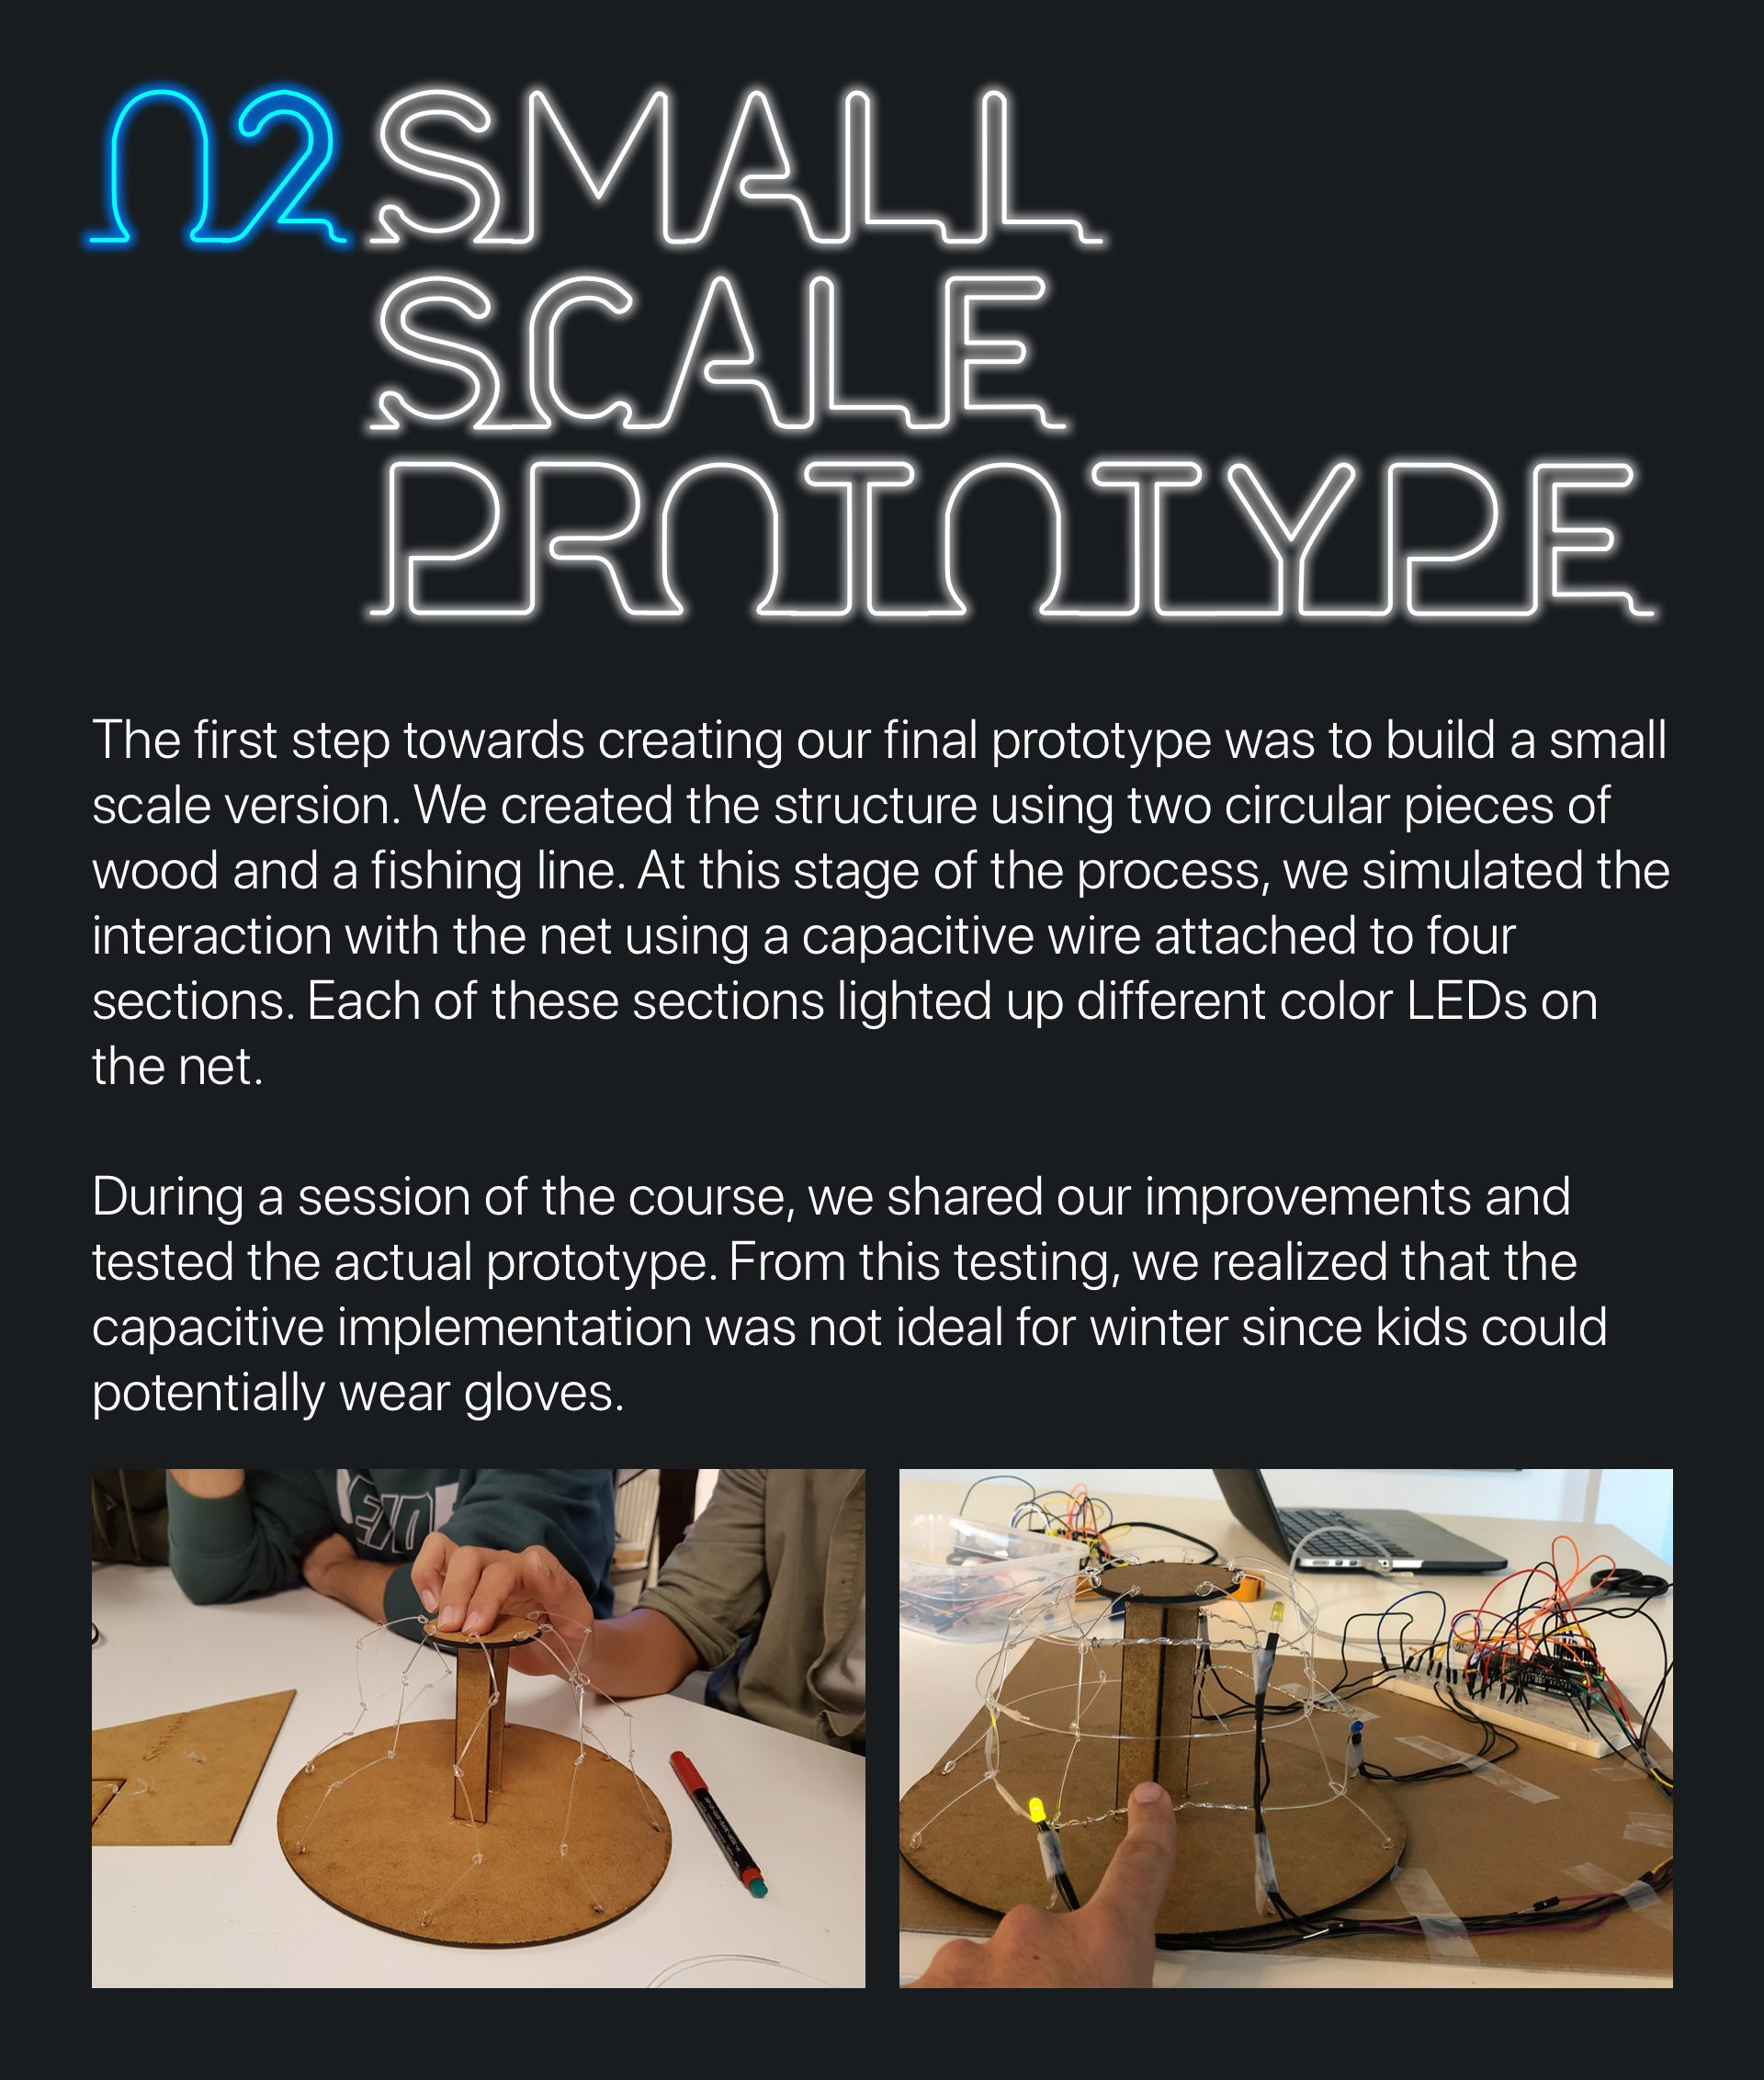 02 SMALL
SCALE
PROTOTYPE
The first step towards creating our final prototype was to build a small
scale version. We created the structure using two circular pieces of
wood and a fishing line. At this stage of the process, we simulated the
interaction with the net using a capacitive wire attached to four
sections. Each of these sections lighted up different color LEDs on
the net.
During a session of the course, we shared our improvements and
tested the actual prototype. From this testing, we realized that the
capacitive implementation was not ideal for winter since kids could
potentially wear gloves.